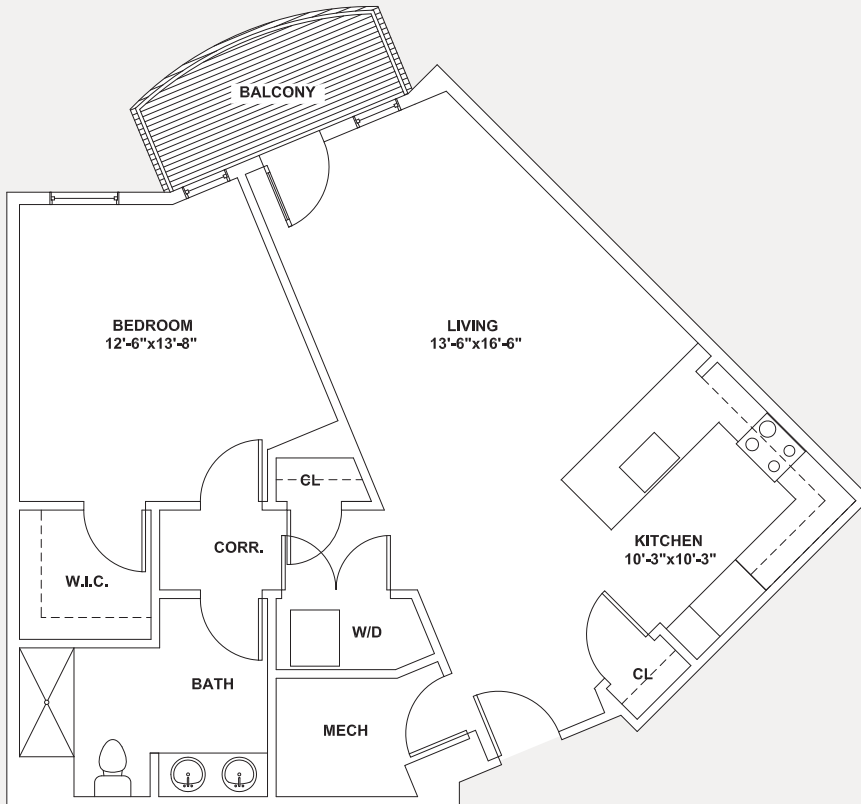 BALCONY
BEDROOM
12'-6"x13'-8"
LIVING
13'-6"x16'-6"
CL
CORR.
KITCHEN
10'-3"x10'-3"
W.I.C.
W/D
BATH
CL
MECH